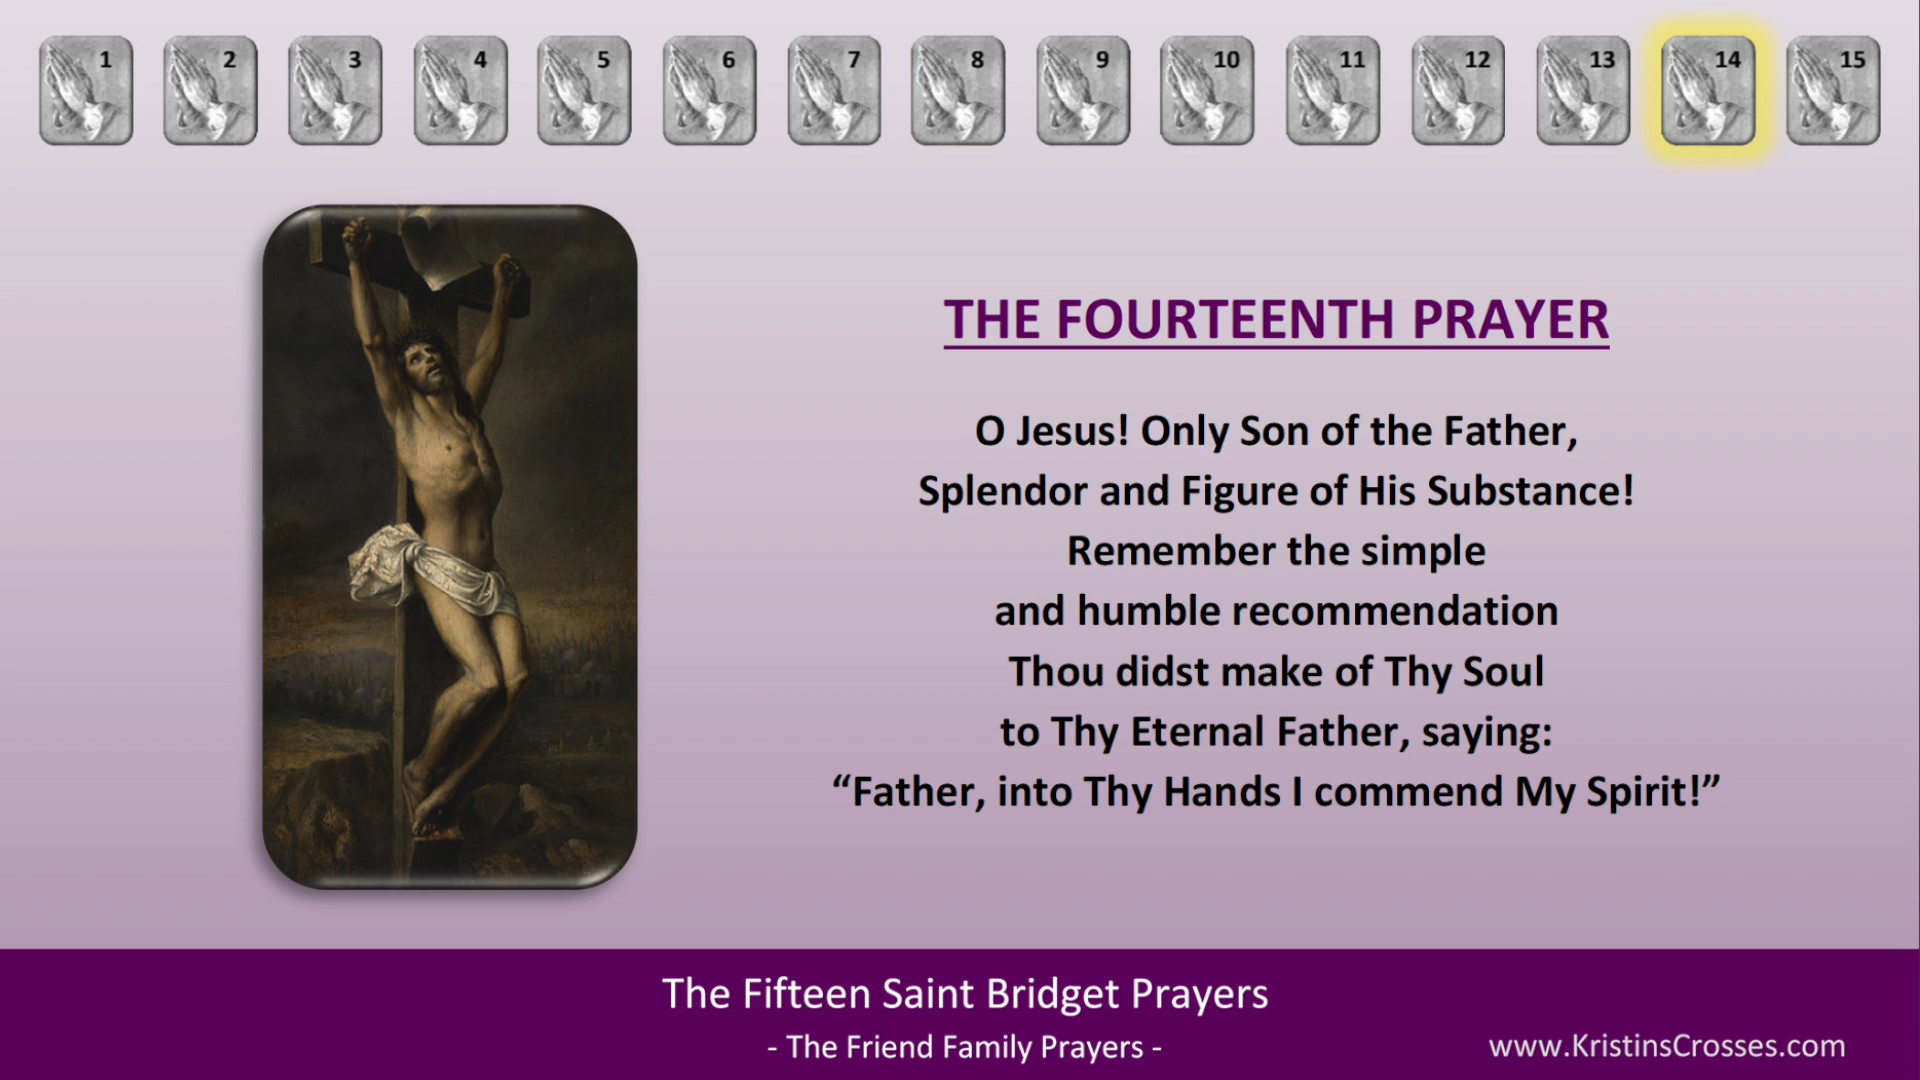 1 2 3 4 5 6 7 8 9 10 11 12 13 14 15
THE FOURTEENTH PRAYER
O Jesus! Only Son of the Father,
Splendor and Figure of His Substance!
Remember the simple
and humble recommendation
Thou didst make of Thy Soul
to Thy Eternal Father, saying:
“Father, into Thy Hands I commend My Spirit!”
The Fifteen Saint Bridget Prayers
- The Friend Family Prayers -
www.KristinsCrosses.com